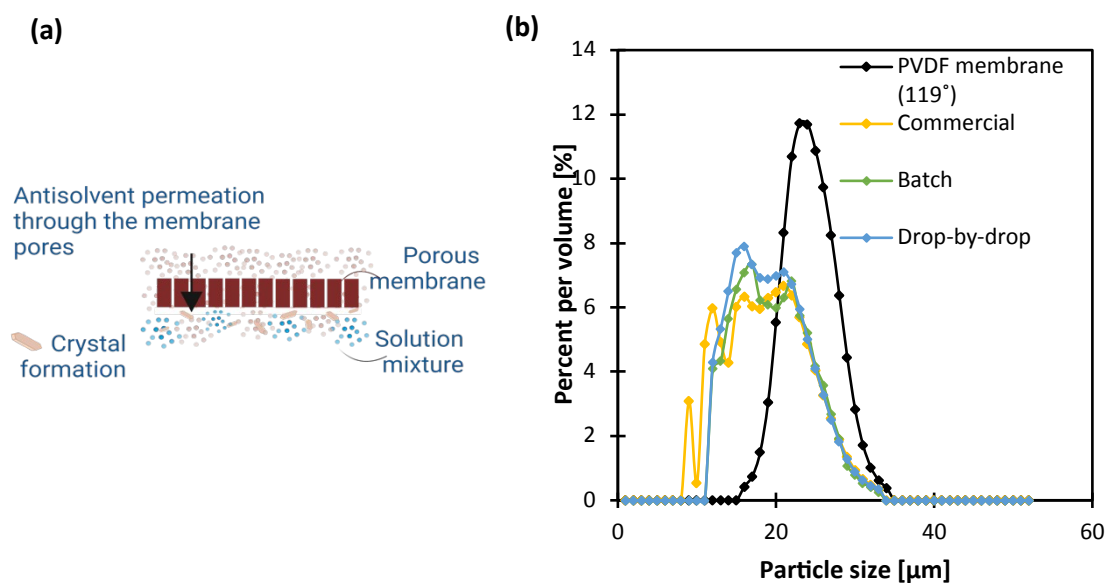 (a)
Antisolvent permeation
through the membrane
pores
Porous
membrane
Crystal
formation
Solution
mixture
(b)
Percent per volume [%]
14
12
10
8
6
4
2
0
PVDF membrane
(119˚)
Commercial
Batch
Drop-by-drop
0
20
40
60
Particle size [µm]